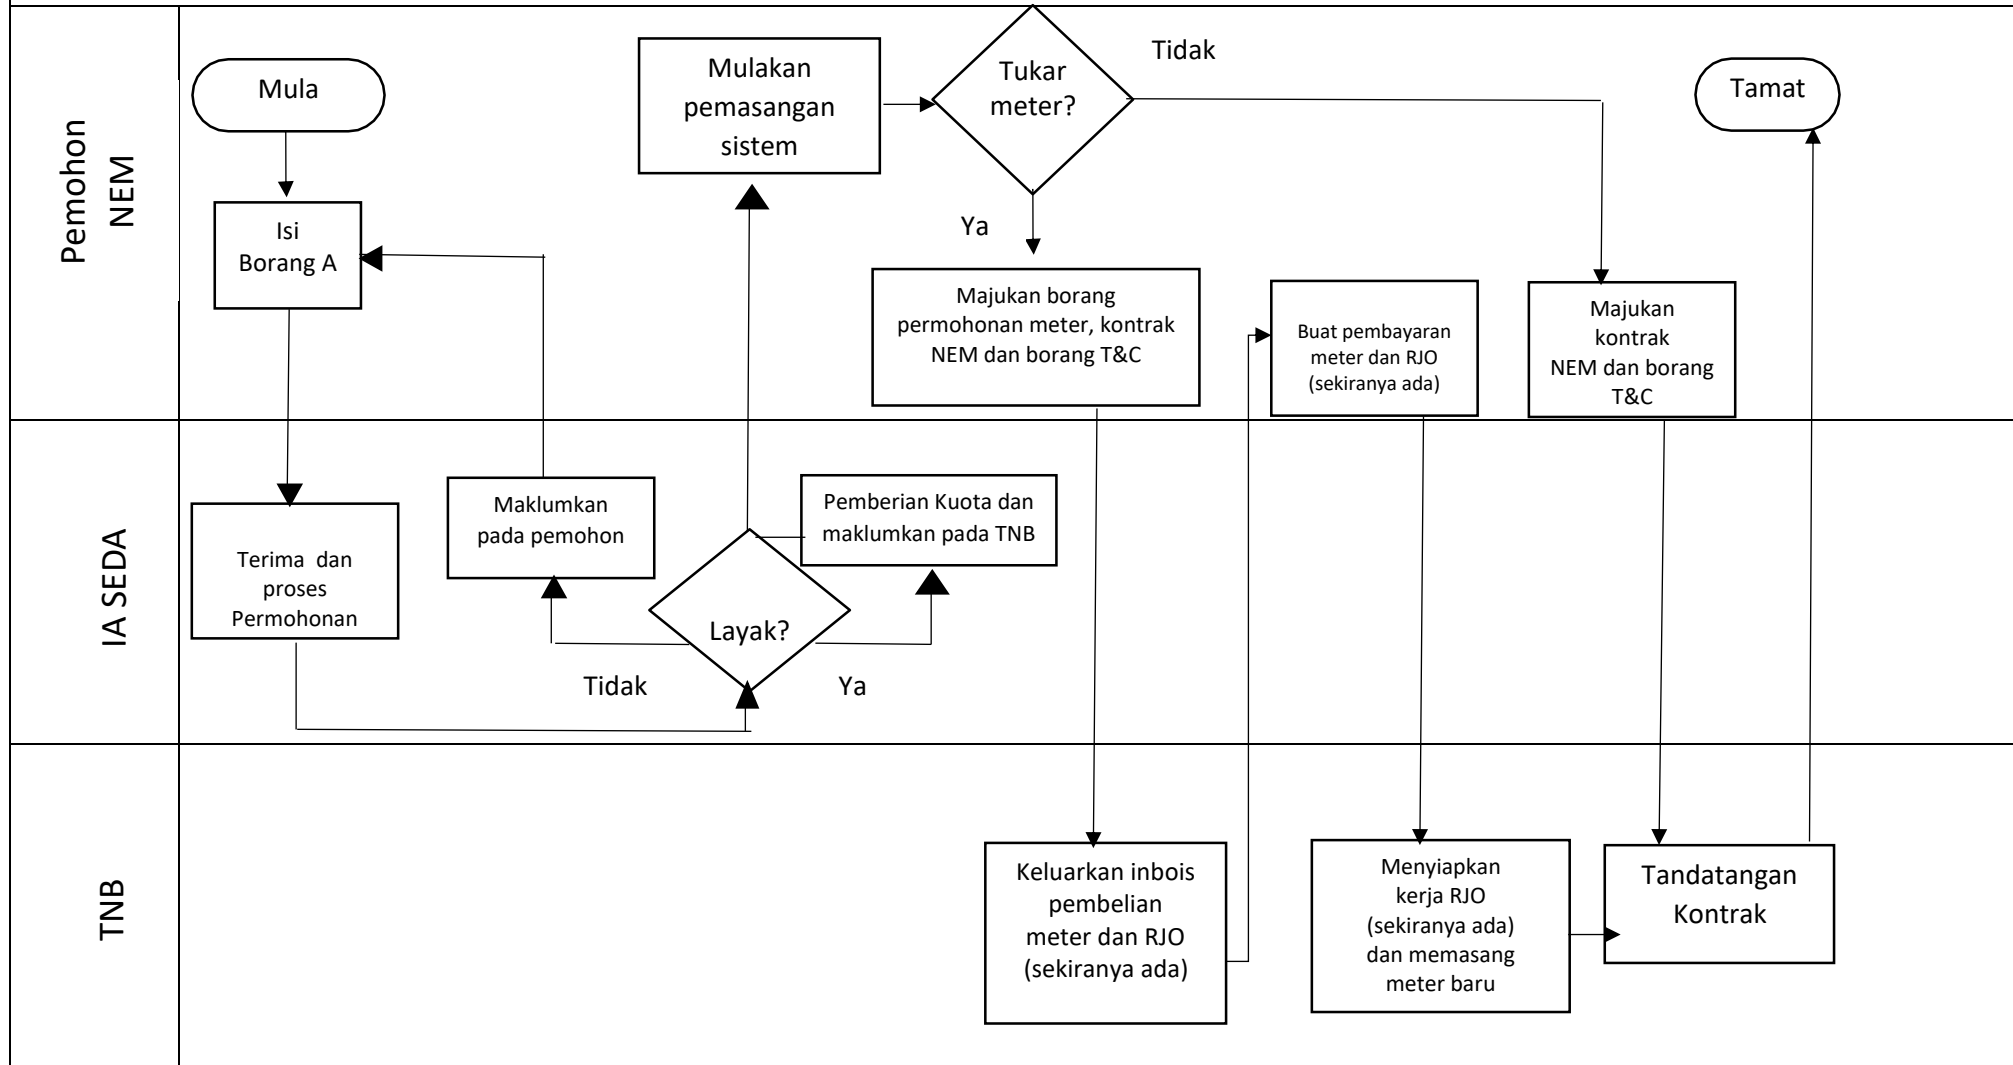 Pemohon
NEM
Mula
Isi
Borang A
Mulakan
pemasangan
sistem
Tukar
meter?
Tidak
Ya
Majukan borang
permohonan meter, kontrak
NEM dan borang T&C
Buat pembayaran
meter dan RJO
(sekiranya ada)
Majukan
kontrak
NEM dan borang
T&C
Tamat
IA SEDA
Terima dan
proses
Permohonan
Maklumkan
pada pemohon
Layak?
Tidak
Ya
Pemberian Kuota dan
maklumkan pada TNB
TNB
Keluarkan inbois
pembelian
meter dan RJO
(sekiranya ada)
Menyiapkan
kerja RJO
(sekiranya ada)
dan memasang
meter baru
Tandatangan
Kontrak